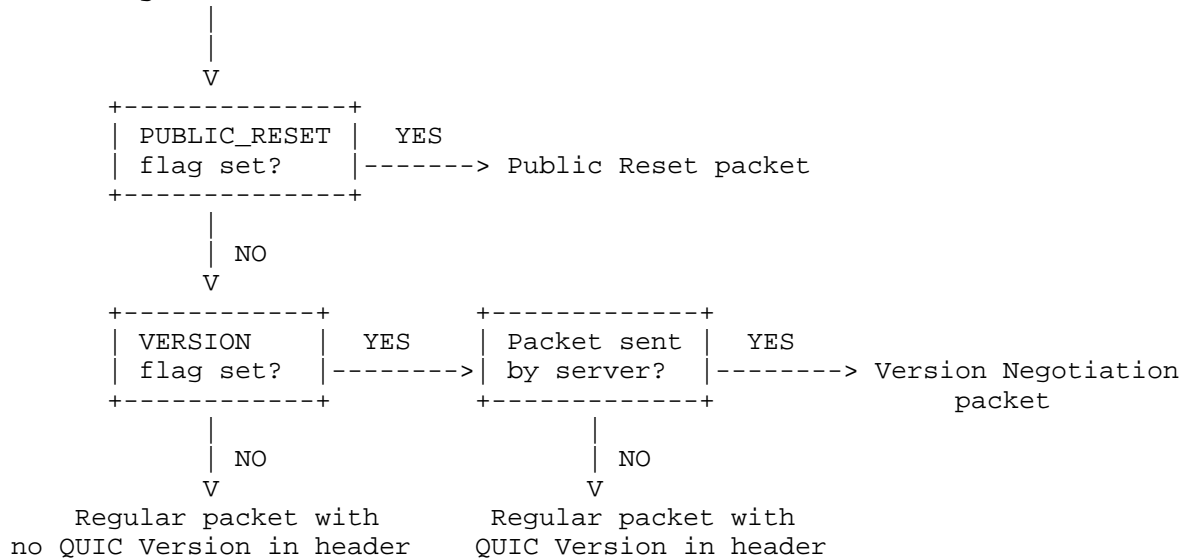 |
|
V
+--------------+
| PUBLIC_RESET | YES
| flag set? |-------> Public Reset packet
+--------------+
|
| NO
V
+------------+ +-------------+
| VERSION | YES | Packet sent | YES
| flag set? |-------->| by server? |--------> Version Negotiation
+------------+ +-------------+ packet
| |
| NO | NO
V V
Regular packet with Regular packet with
no QUIC Version in header QUIC Version in header